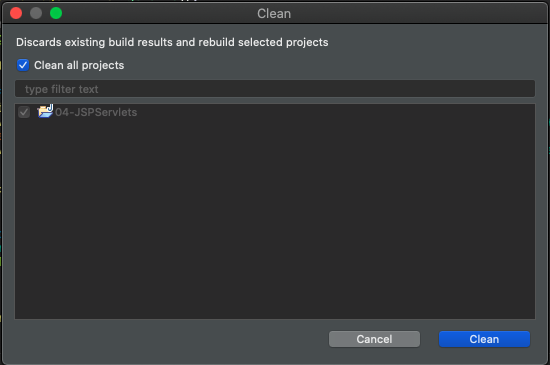 Clean
Discards existing build results and rebuild selected projects
Clean all projects
type filter text
04-JSPServlets
Cancel
Clean